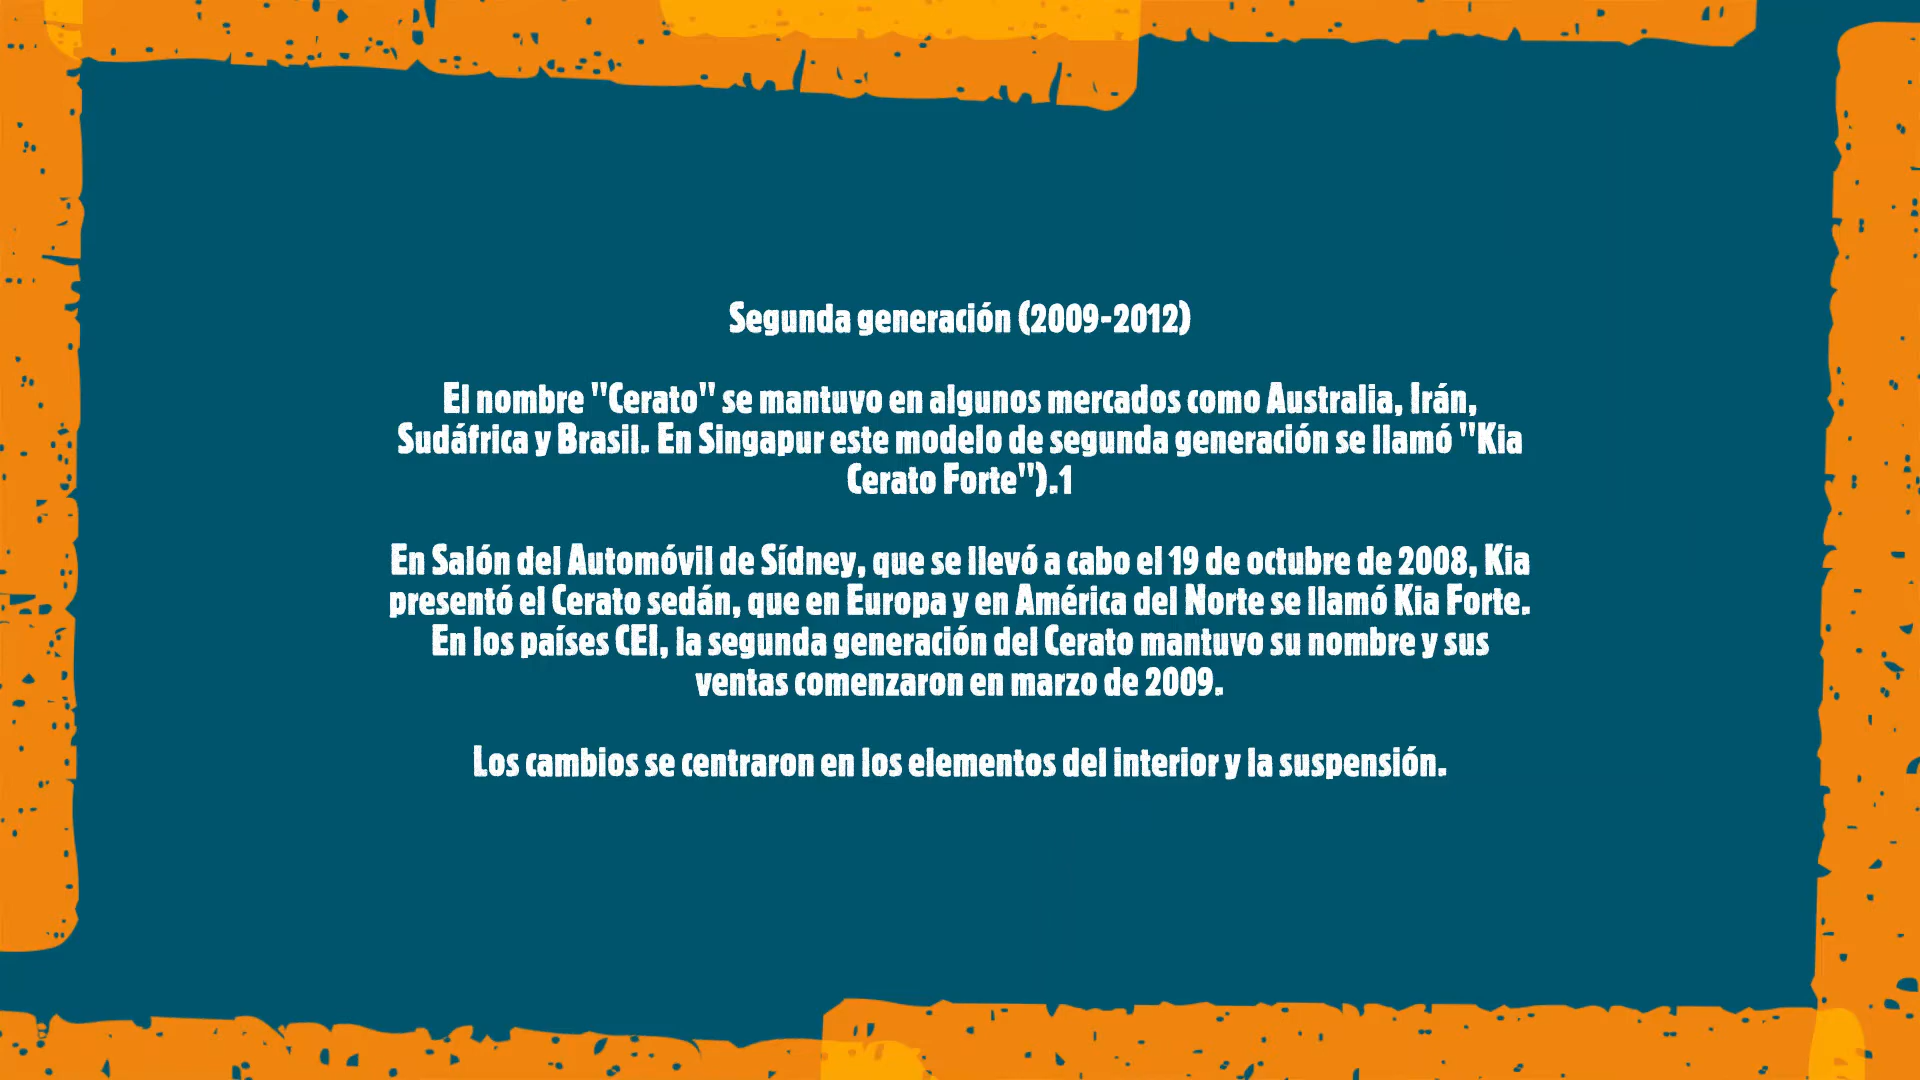 Segunda generación (2009-2012)
El nombre "Cerato" se mantuvo en algunos mercados como Australia, Irán,
Sudáfrica y Brasil. En Singapur este modelo de segunda generación se llamó "Kia
Cerato Forte").1
En Salón del Automóvil de Sídney, que se llevó a cabo el 19 de octubre de 2008, Kia
presentó el Cerato sedán, que en Europa y en América del Norte se llamó Kia Forte.
En los países CEI, la segunda generación del Cerato mantuvo su nombre y sus
ventas comenzaron en marzo de 2009.
Los cambios se centraron en los elementos del interior y la suspensión.